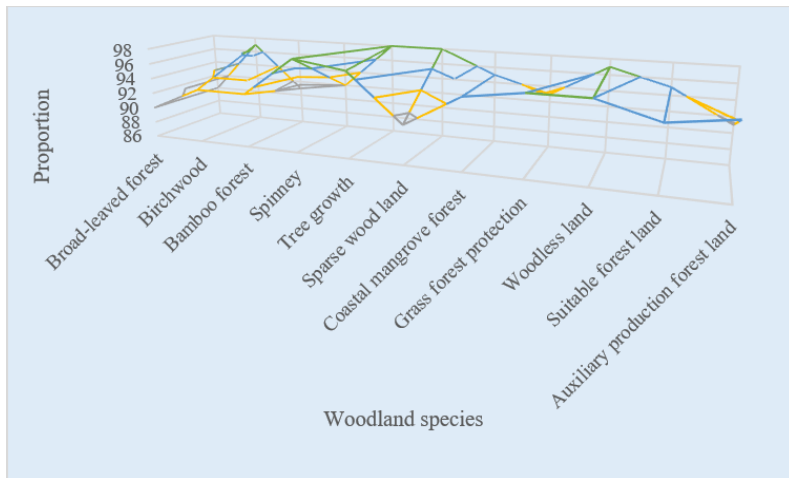 98
96
94
92
90
88
86
Proportion
Broad-leaved forest
Birchwood
Bamboo forest
Spinney
Tree growth
Sparse wood land
Coastal mangrove forest
Grass forest protection
Woodless land
Suitable forest land
Auxiliary production forest land
Woodland species